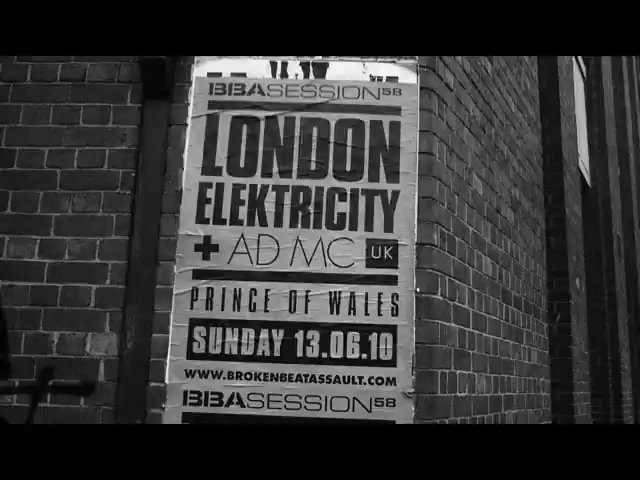 BBASESSION58
LONDON
ELEKTRICITY
+ AD MC UK
PRINCE OF WALES
SUNDAY 13.06.10
WWW.BROKENBEATASSAULT.COM
BBASESSION58